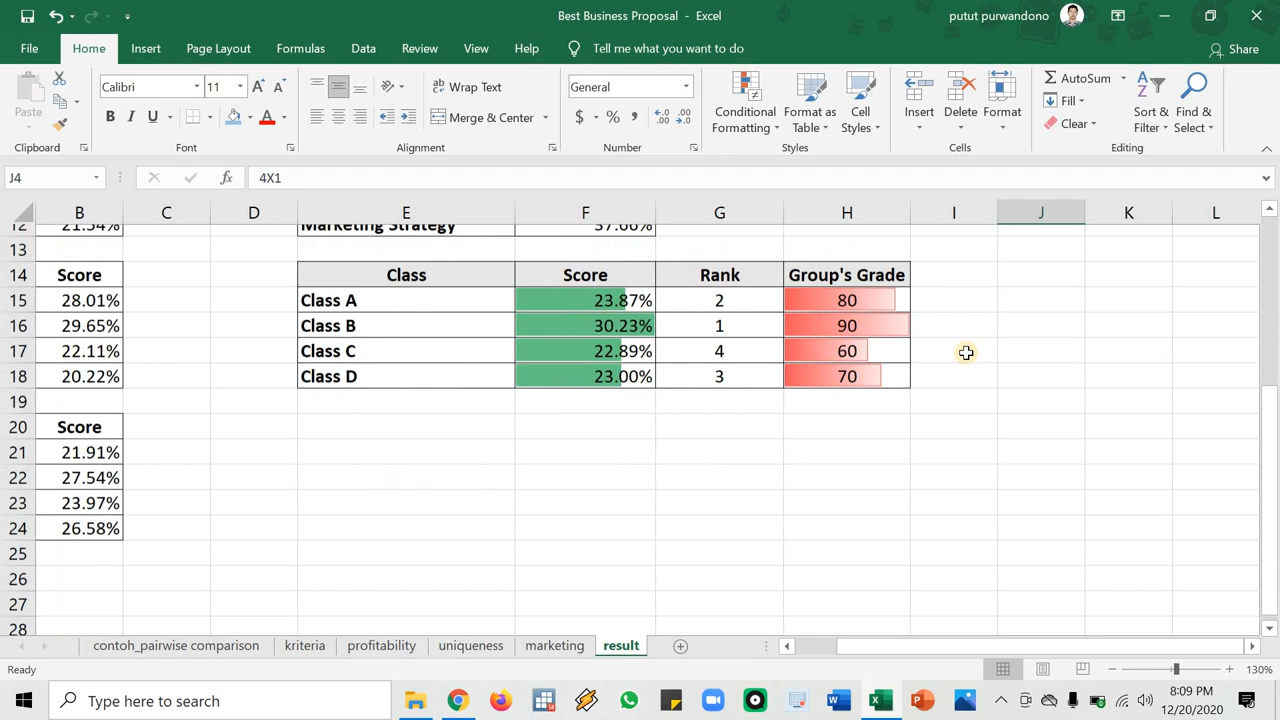 Best Business Proposal - Excel
putut purwandono
File Home Insert Page Layout Formulas Data Review View Help Tell me what you want to do Share
Paste
Clipboard
Calibri 11
B I U
Font
Wrap Text
Merge & Center
Alignment
General
$ % ,
Number
Conditional Formatting
Format as Table
Cell Styles
Styles
Insert
Delete
Format
Cells
AutoSum
Fill
Clear
Sort & Filter
Find & Select
Editing
J4 fx 4X1
B C D E F G H I J K L
12 21.54% Marketing Strategy 37.66%
13
14 Score Class Score Rank Group's Grade
15 28.01% Class A 23.87% 2 80
16 29.65% Class B 30.23% 1 90
17 22.11% Class C 22.89% 4 60
18 20.22% Class D 23.00% 3 70
19
20 Score
21 21.91%
22 27.54%
23 23.97%
24 26.58%
25
26
27
28
contoh_pairwise comparison kriteria profitability uniqueness marketing result
Ready 130%
Type here to search
8:09 PM
12/20/2020